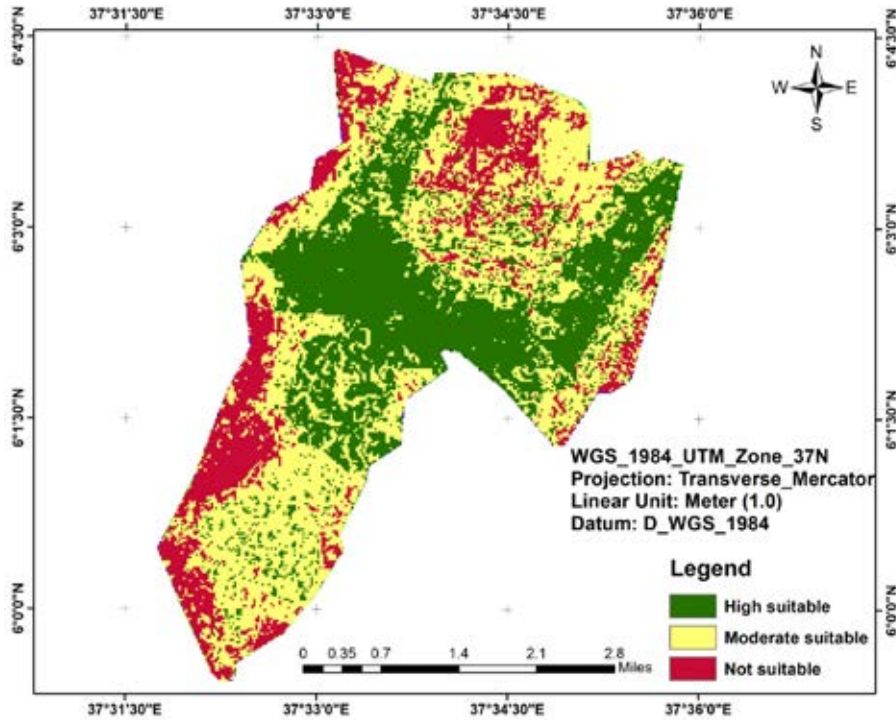 37°31'30"E 37°33'0"E 37°34'30"E 37°36'0"E
6°4'30"N 6°4'30"N
N
W E
S
6°3'0"N 6°3'0"N
6°1'30"N 6°1'30"N
WGS_1984_UTM_Zone_37N
Projection: Transverse_Mercator
Linear Unit: Meter (1.0)
Datum: D_WGS_1984
Legend
High suitable
6°0'0"N 6°0'0"N
Moderate suitable
0 0.35 0.7 1.4 2.1 2.8
Miles
Not suitable
37°31'30"E 37°33'0"E 37°34'30"E 37°36'0"E